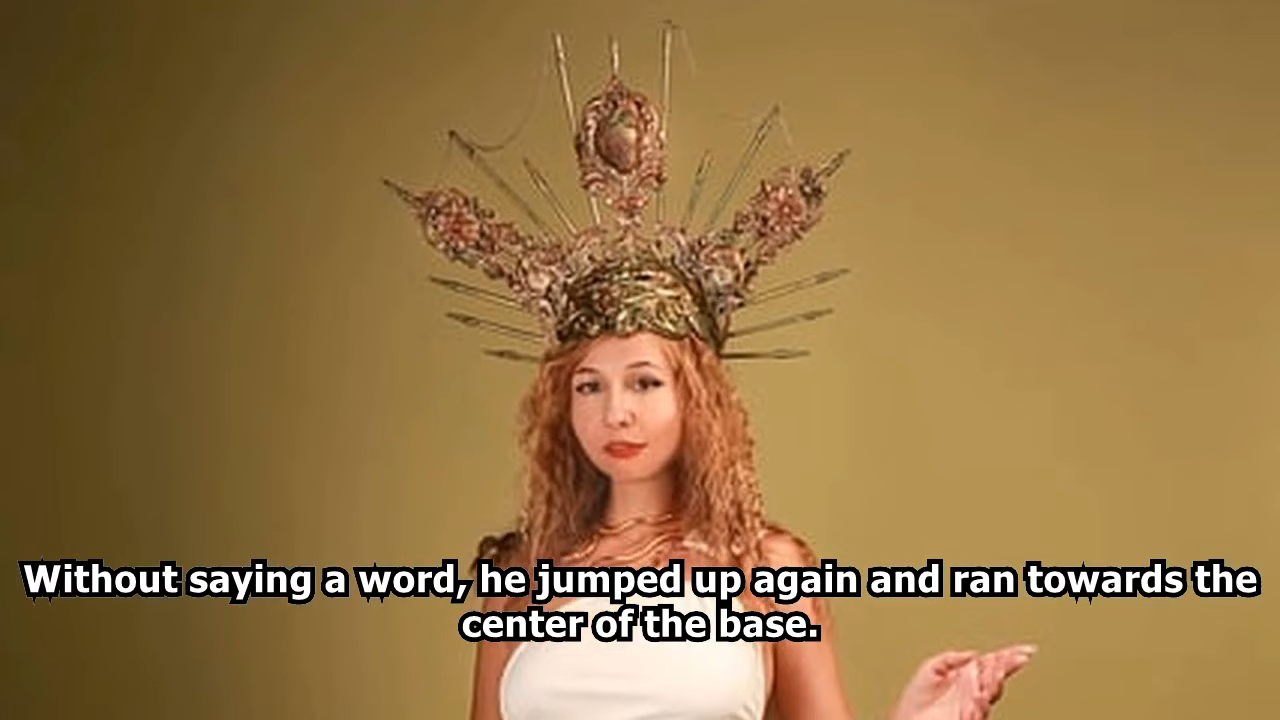 Without saying a word, he jumped up again and ran towards the
center of the base.